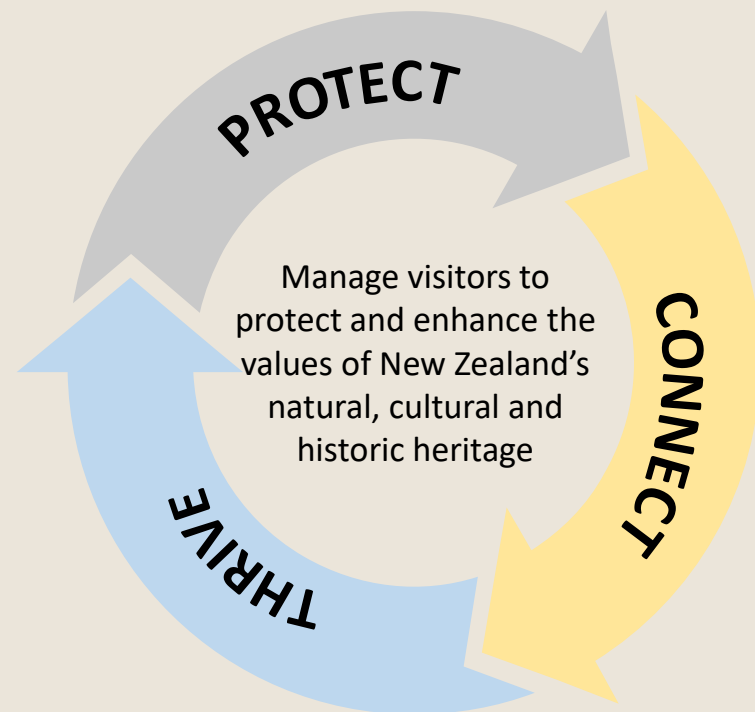 PROTECT
CONNECT
THRIVE
Manage visitors to
protect and enhance the
values of New Zealand’s
natural, cultural and
historic heritage